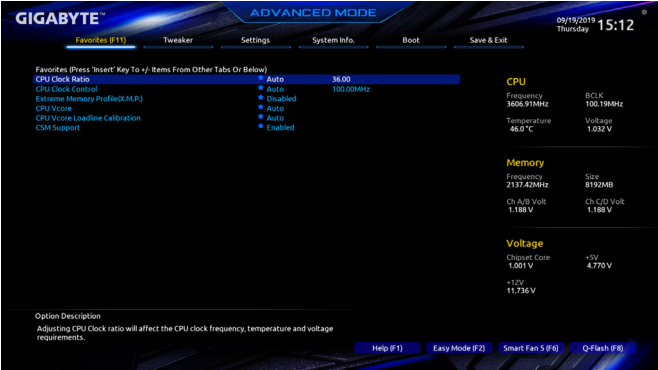 GIGABYTE™
ADVANCED MODE
09/19/2019
Thursday
15:12
Favorites (F11) Tweaker Settings System Info. Boot Save & Exit
Favorites (Press 'Insert' Key To +/- Items From Other Tabs Or Below)
CPU Clock Ratio Auto 36.00
CPU Clock Control Auto 100.00MHz
Extreme Memory Profile(X.M.P.) Disabled
CPU Vcore Auto
CPU Vcore Loadline Calibration Auto
CSM Support Enabled
CPU
Frequency BCLK
3606.91MHz 100.19MHz
Temperature Voltage
46.0 °C 1.032 V
Memory
Frequency Size
2137.42MHz 8192MB
Ch A/B Volt Ch C/D Volt
1.188 V 1.188 V
Voltage
Chipset Core +5V
1.001 V 4.770 V
+12V
11.736 V
Option Description
Adjusting CPU Clock ratio will affect the CPU clock frequency, temperature and voltage
requirements.
Help (F1) Easy Mode (F2) Smart Fan 5 (F6) Q-Flash (F8)